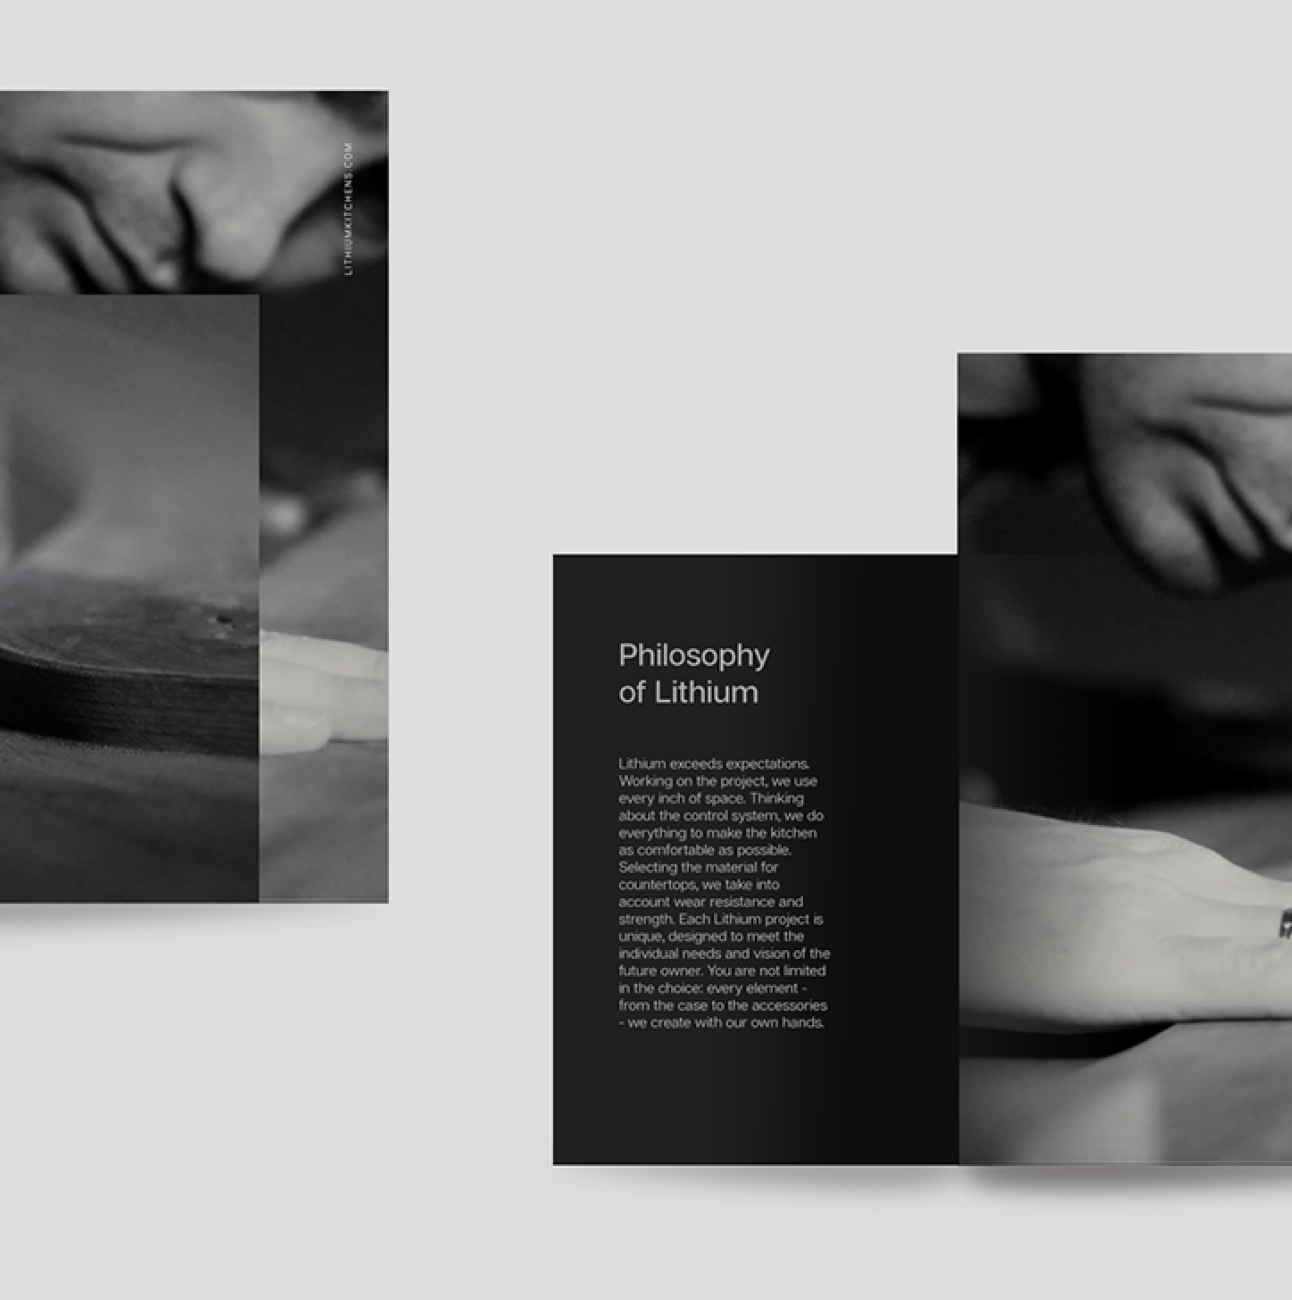 LITHIUMKITCHENS.COM
Philosophy
of Lithium
Lithium exceeds expectations.
Working on the project, we use
every inch of space. Thinking
about the control system, we do
everything to make the kitchen
as comfortable as possible.
Selecting the material for
countertops, we take into
account wear resistance and
strength. Each Lithium project is
unique, designed to meet the
individual needs and vision of the
future owner. You are not limited
in the choice: every element -
from the case to the accessories
- we create with our own hands.